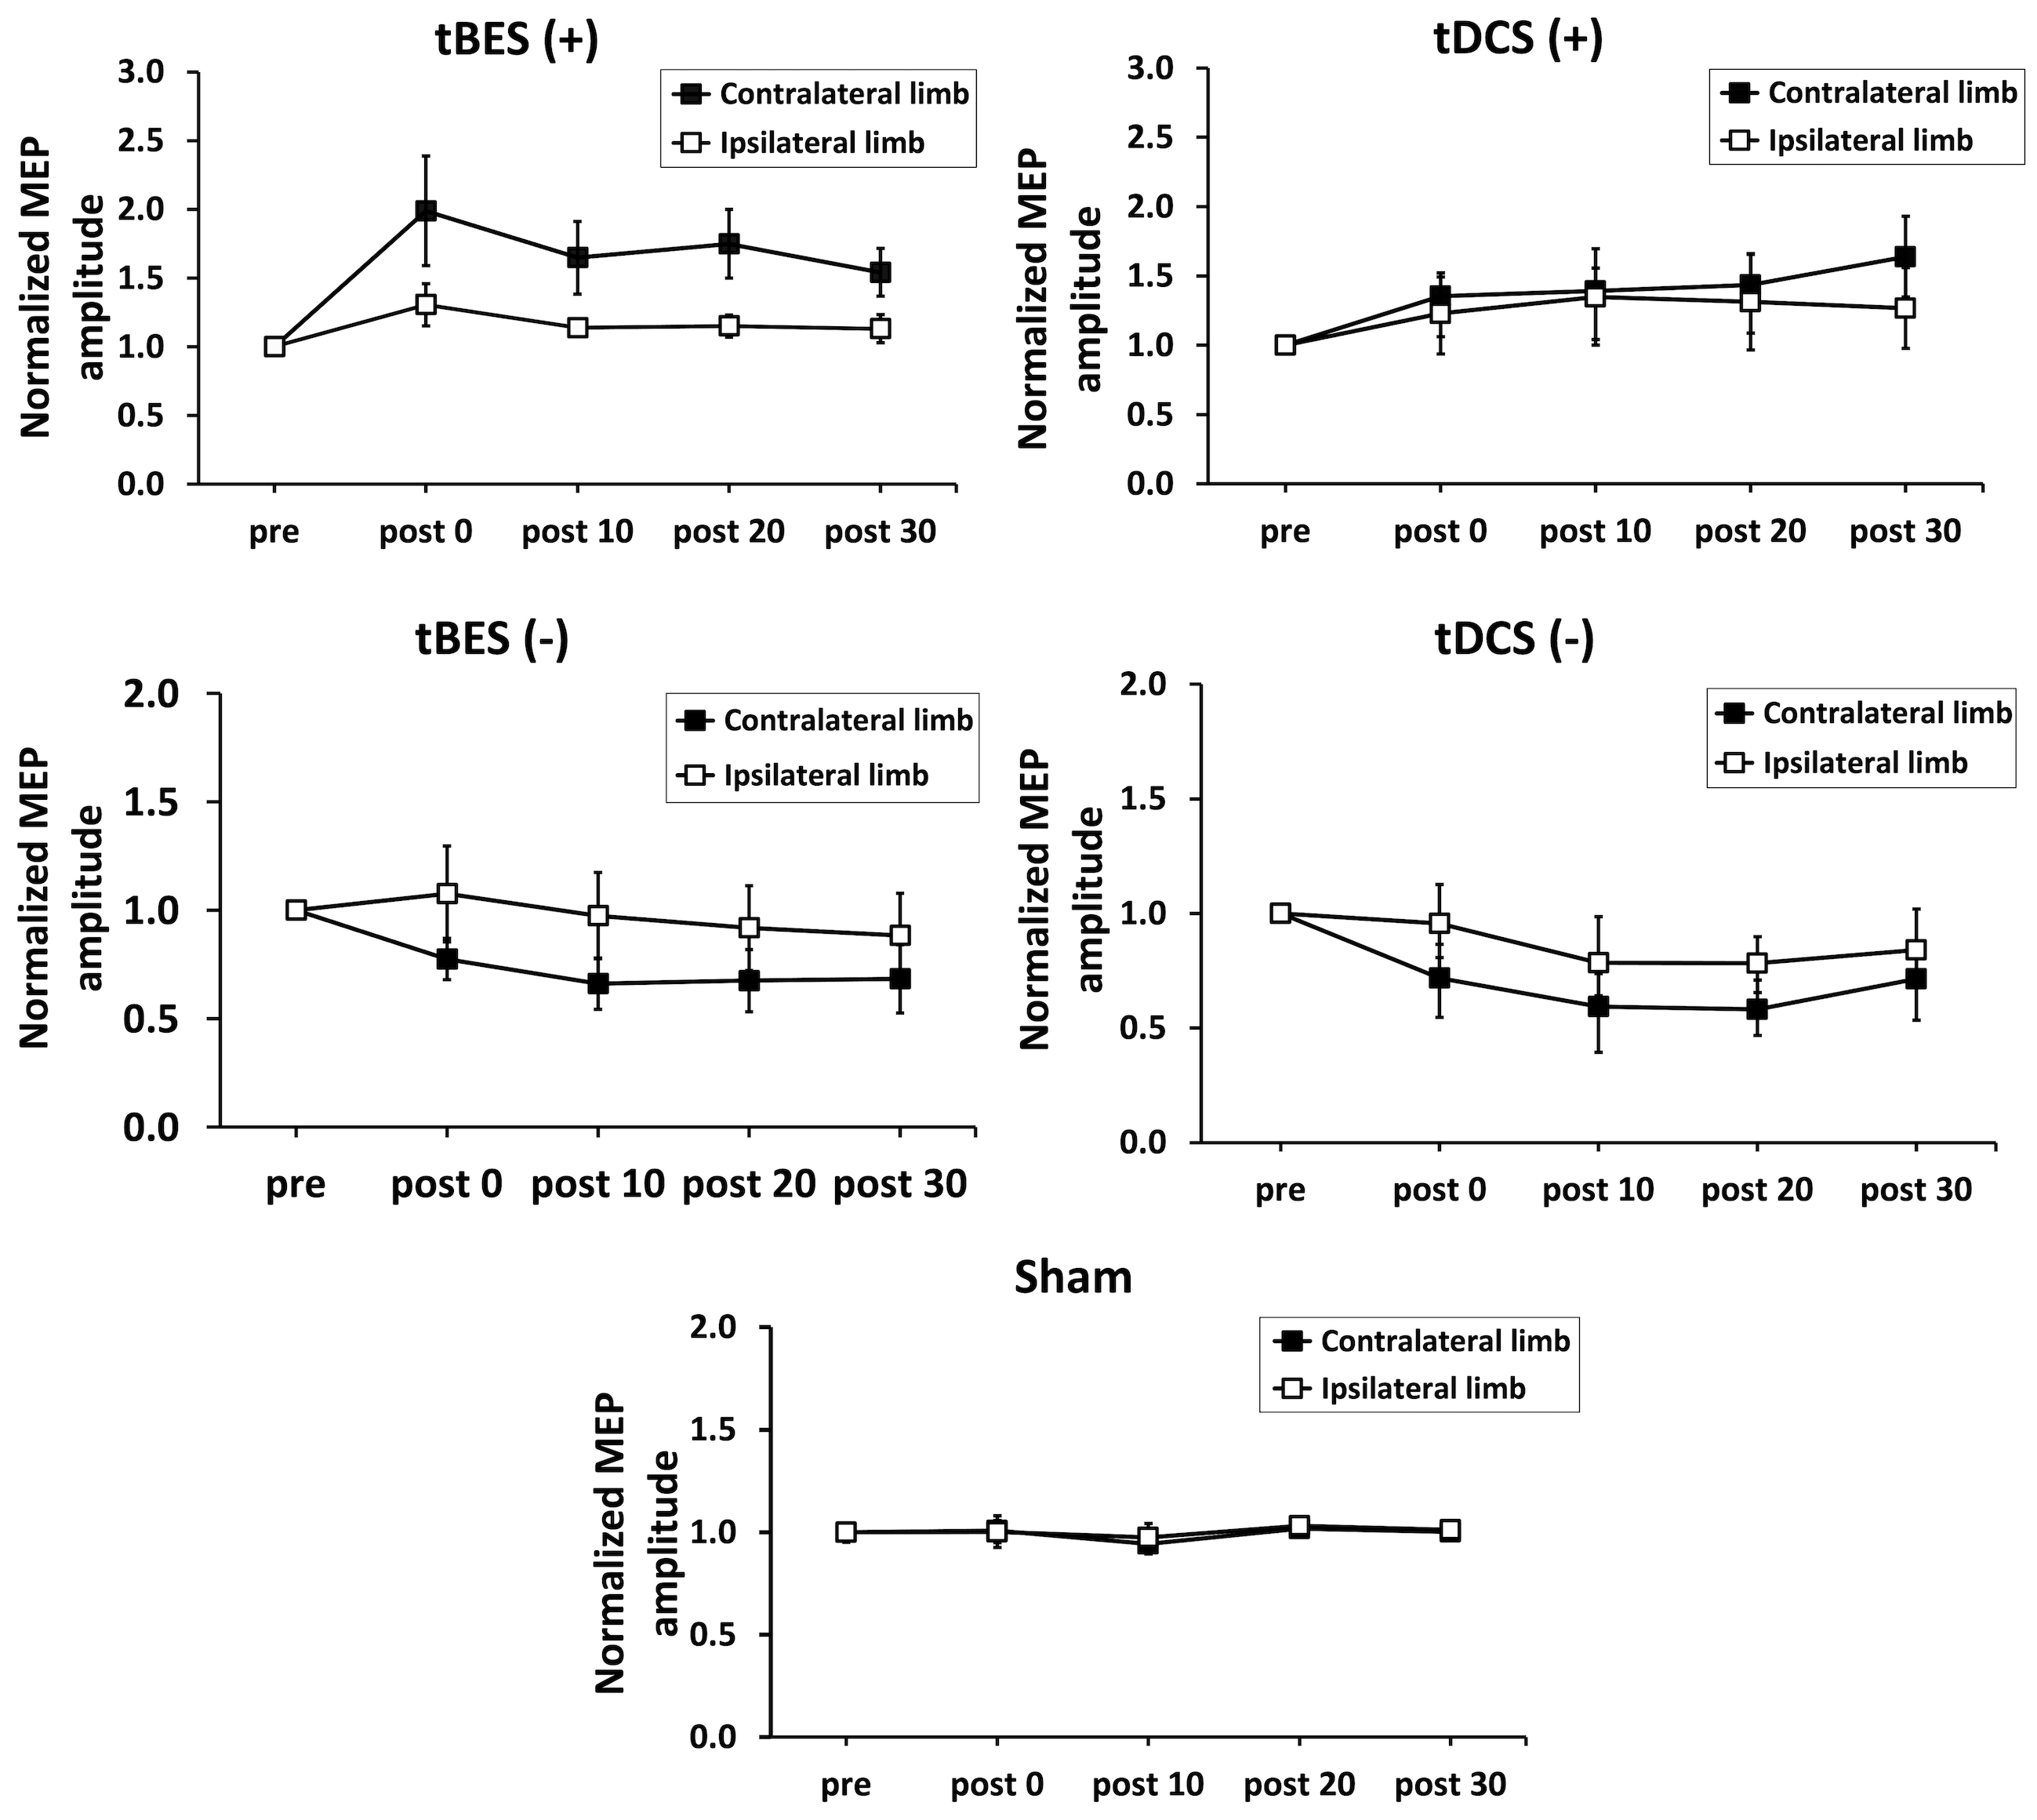 tBES (+)
3.0
2.5
2.0
1.5
1.0
0.5
0.0
Normalized MEP
amplitude
Contralateral limb
Ipsilateral limb
pre
post 0
post 10
post 20
post 30
tDCS (+)
3.0
2.5
2.0
1.5
1.0
0.5
0.0
Normalized MEP
amplitude
Contralateral limb
Ipsilateral limb
pre
post 0
post 10
post 20
post 30
tBES (-)
2.0
1.5
1.0
0.5
0.0
Normalized MEP
amplitude
Contralateral limb
Ipsilateral limb
pre
post 0
post 10
post 20
post 30
tDCS (-)
2.0
1.5
1.0
0.5
0.0
Normalized MEP
amplitude
Contralateral limb
Ipsilateral limb
pre
post 0
post 10
post 20
post 30
Sham
2.0
1.5
1.0
0.5
0.0
Normalized MEP
amplitude
Contralateral limb
Ipsilateral limb
pre
post 0
post 10
post 20
post 30